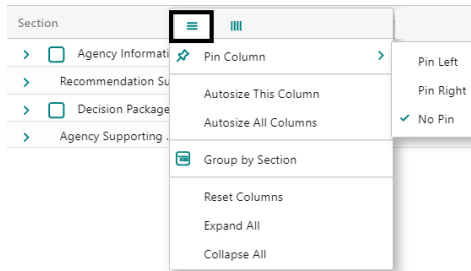 Section
Agency Informati
Pin Column
Pin Left
Recommendation Su
Pin Right
Autosize This Column
Decision Package
No Pin
Autosize All Columns
Agency Supporting .
Group by Section
Reset Columns
Expand All
Collapse All